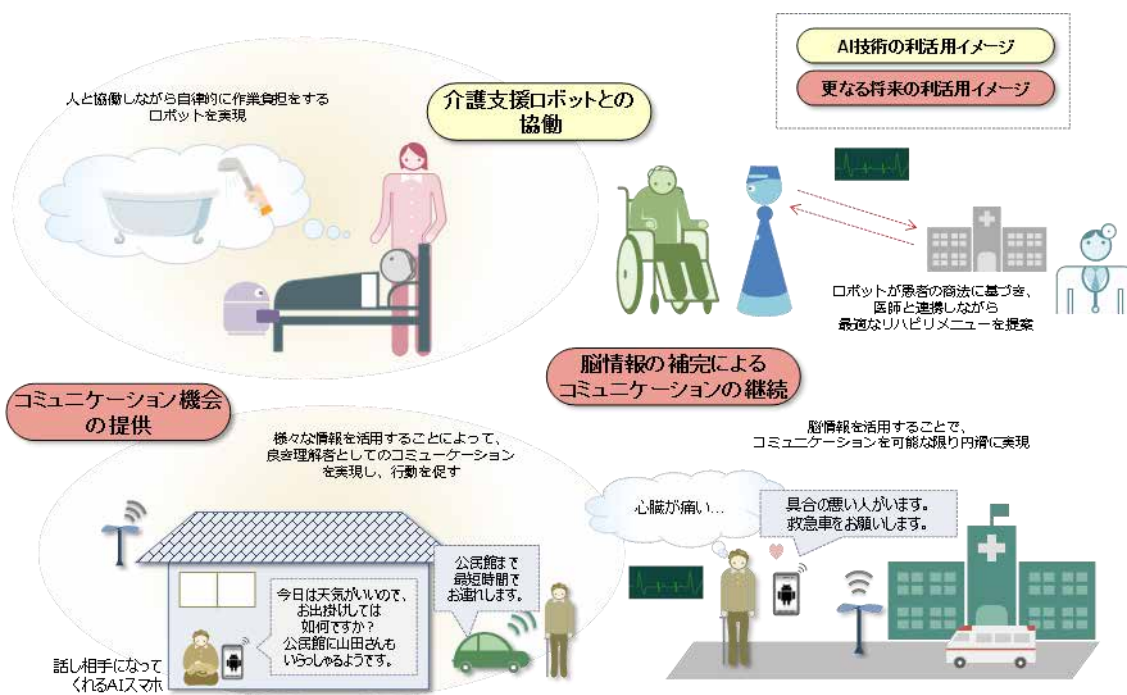 AI技術の利活用イメージ
更なる将来の利活用イメージ
人と協働しながら自律的に作業負担をする
ロボットを実現
介護支援ロボットとの
協働
ロボットが患者の商法に基づき、
医師と連携しながら
最適なリハビリメニューを提案
コミュニケーション機会
の提供
様々な情報を活用することによって、
良き理解者としてのコミューケーション
を実現し、行動を促す
公民館まで
最短時間で
お連れします。
今日は天気がいいので、
お出掛けしては
如何ですか？
公民館に山田さんも
いらっしゃるようです。
話し相手になって
くれるAIスマホ
脳情報の補完による
コミュニケーションの継続
脳情報を活用することで、
コミュニケーションを可能な限り円滑に実現
心臓が痛い…
具合の悪い人がいます。
救急車をお願いします。